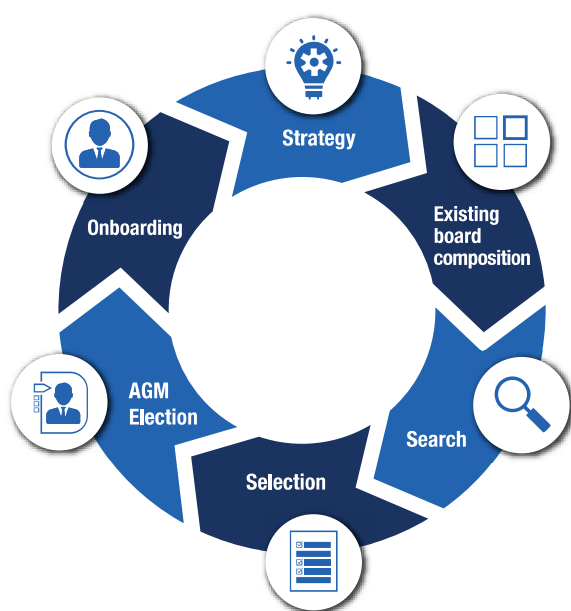 Strategy
Existing
board
composition
Search
Selection
AGM
Election
Onboarding